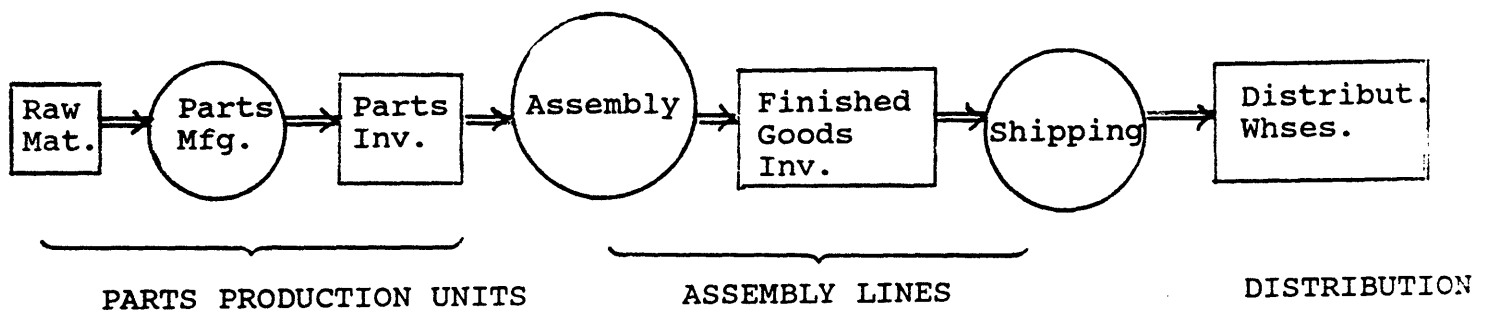 Raw
Mat.
Parts
Mfg.
Parts
Inv.
Assembly
Finished
Goods
Inv.
Shipping
Distribut.
Whses.
PARTS PRODUCTION UNITS
ASSEMBLY LINES
DISTRIBUTION